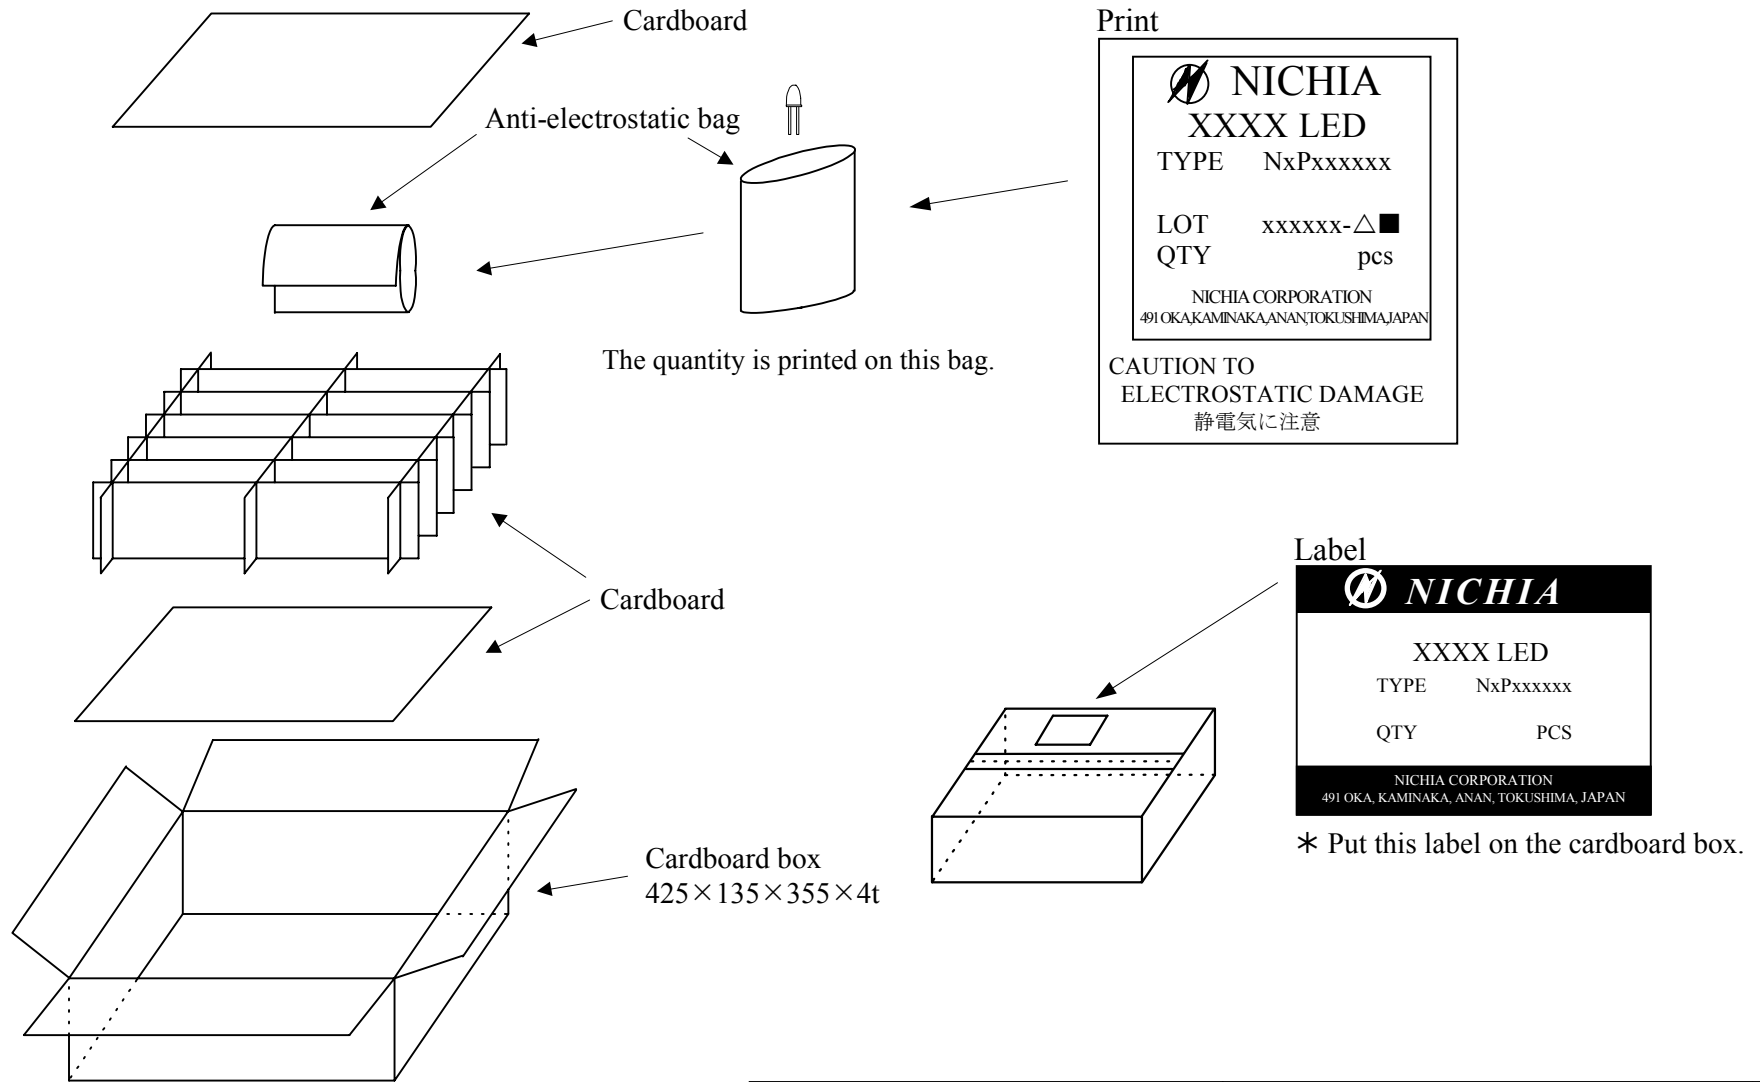 Cardboard
Anti-electrostatic bag
The quantity is printed on this bag.
Cardboard
Cardboard box
425×135×355×4t
Print
NICHIA
XXXX LED
TYPE NxPxxxxxx
LOT xxxxxx-△■
QTY pcs
NICHIA CORPORATION
491 OKA,KAMINAKA,ANAN,TOKUSHIMA,JAPAN
CAUTION TO
ELECTROSTATIC DAMAGE
静電気に注意
Label
NICHIA
XXXX LED
TYPE NxPxxxxxx
QTY PCS
NICHIA CORPORATION
491 OKA, KAMINAKA, ANAN, TOKUSHIMA, JAPAN
＊ Put this label on the cardboard box.